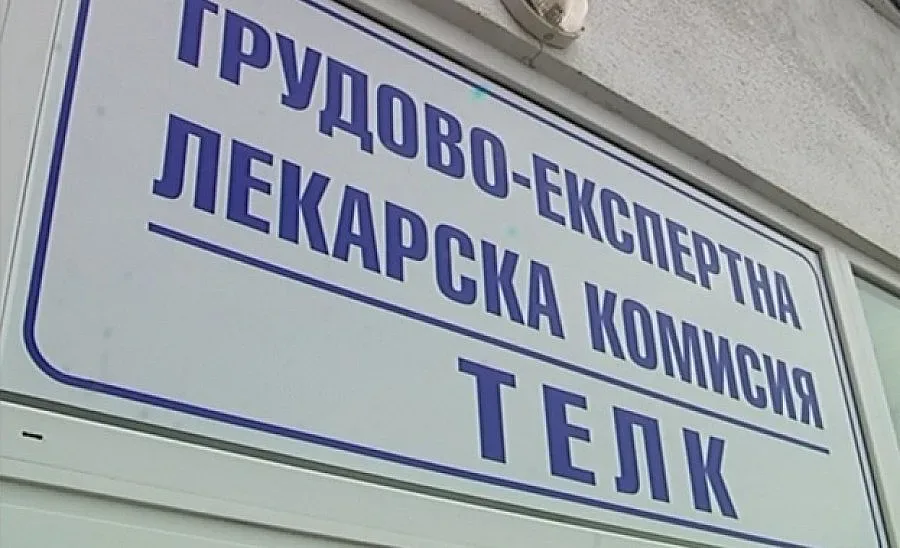 ТРУДОВО-ЕКСПЕРТНА
ЛЕКАРСКА КОМИСИЯ
ТЕЛК